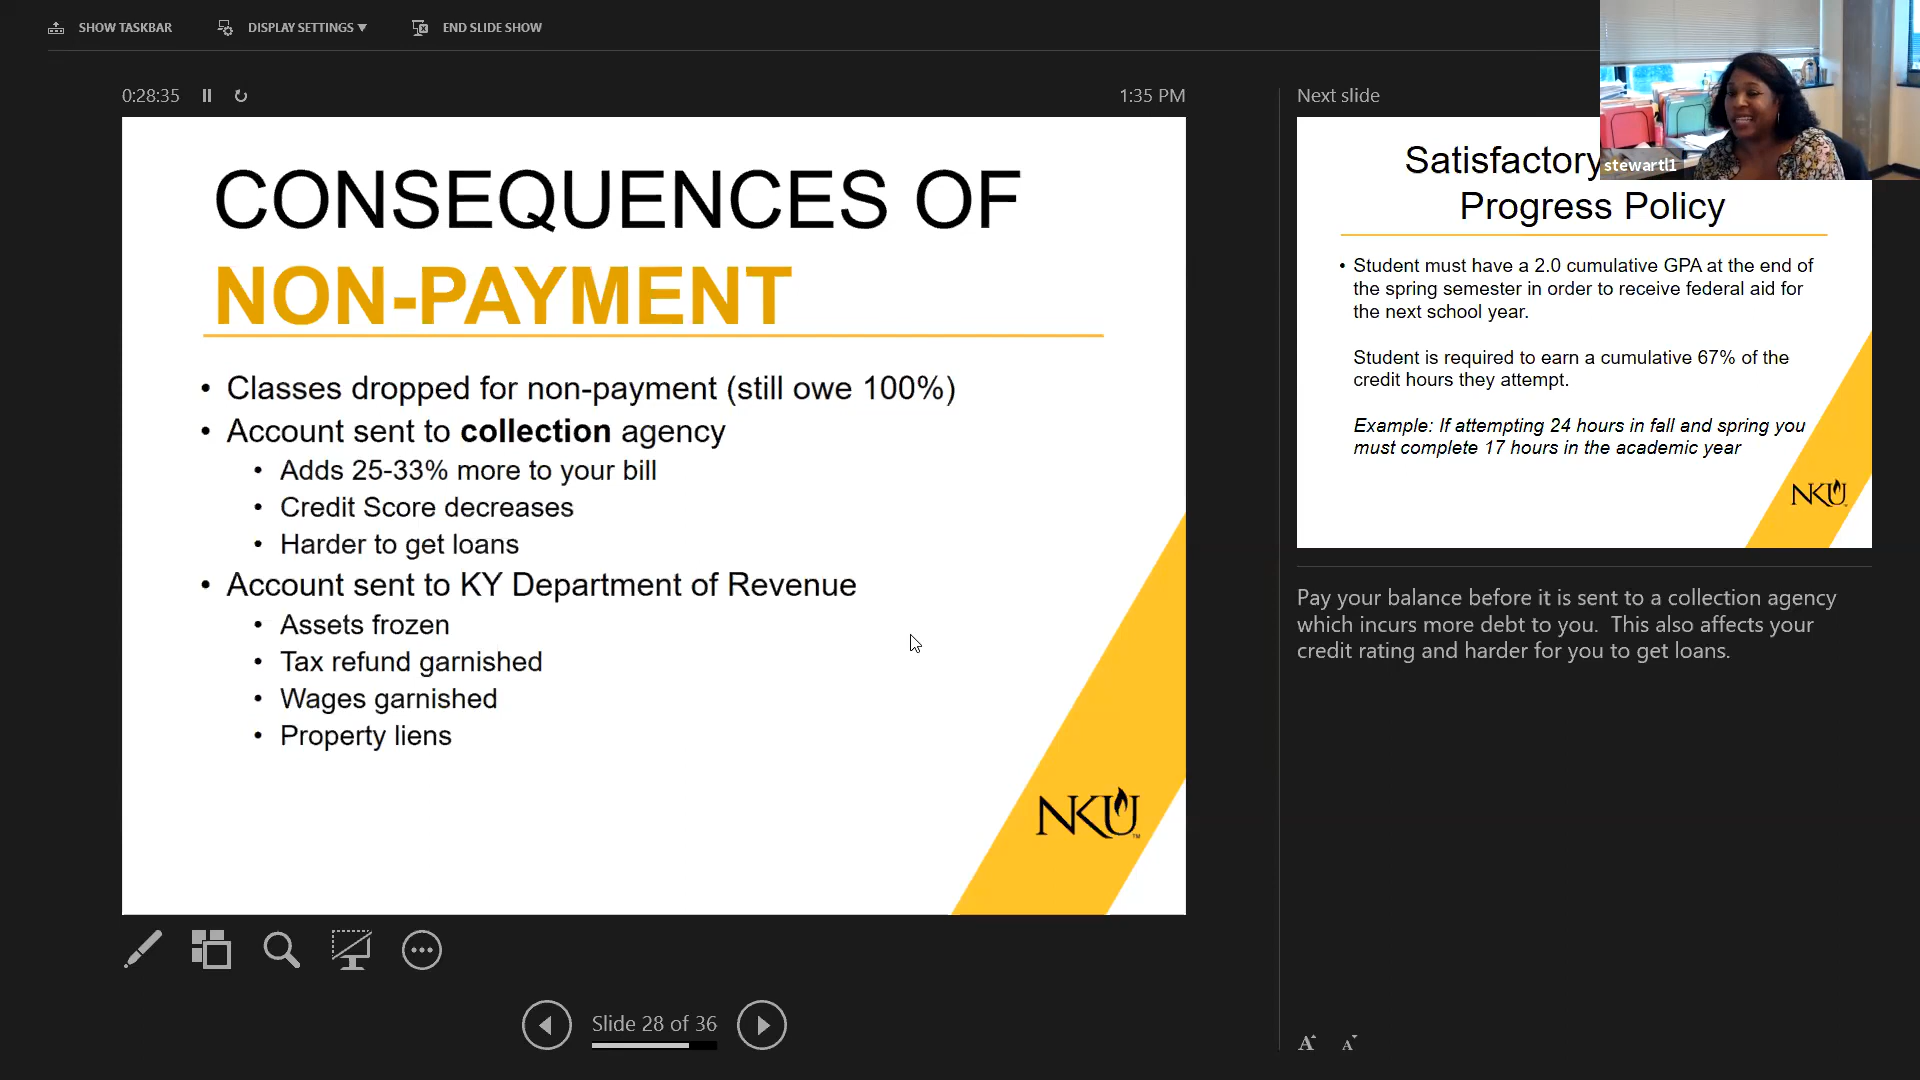 SHOW TASKBAR
DISPLAY SETTINGS
END SLIDE SHOW
0:28:35
1:35 PM
CONSEQUENCES OF
NON-PAYMENT
• Classes dropped for non-payment (still owe 100%)
• Account sent to collection agency
• Adds 25-33% more to your bill
• Credit Score decreases
• Harder to get loans
• Account sent to KY Department of Revenue
• Assets frozen
• Tax refund garnished
• Wages garnished
• Property liens
NKU
TM
Slide 28 of 36
Next slide
stewartl1
Satisfactory
Progress Policy
• Student must have a 2.0 cumulative GPA at the end of
the spring semester in order to receive federal aid for
the next school year.
Student is required to earn a cumulative 67% of the
credit hours they attempt.
Example: If attempting 24 hours in fall and spring you
must complete 17 hours in the academic year
NKU
Pay your balance before it is sent to a collection agency
which incurs more debt to you.  This also affects your
credit rating and harder for you to get loans.
A A